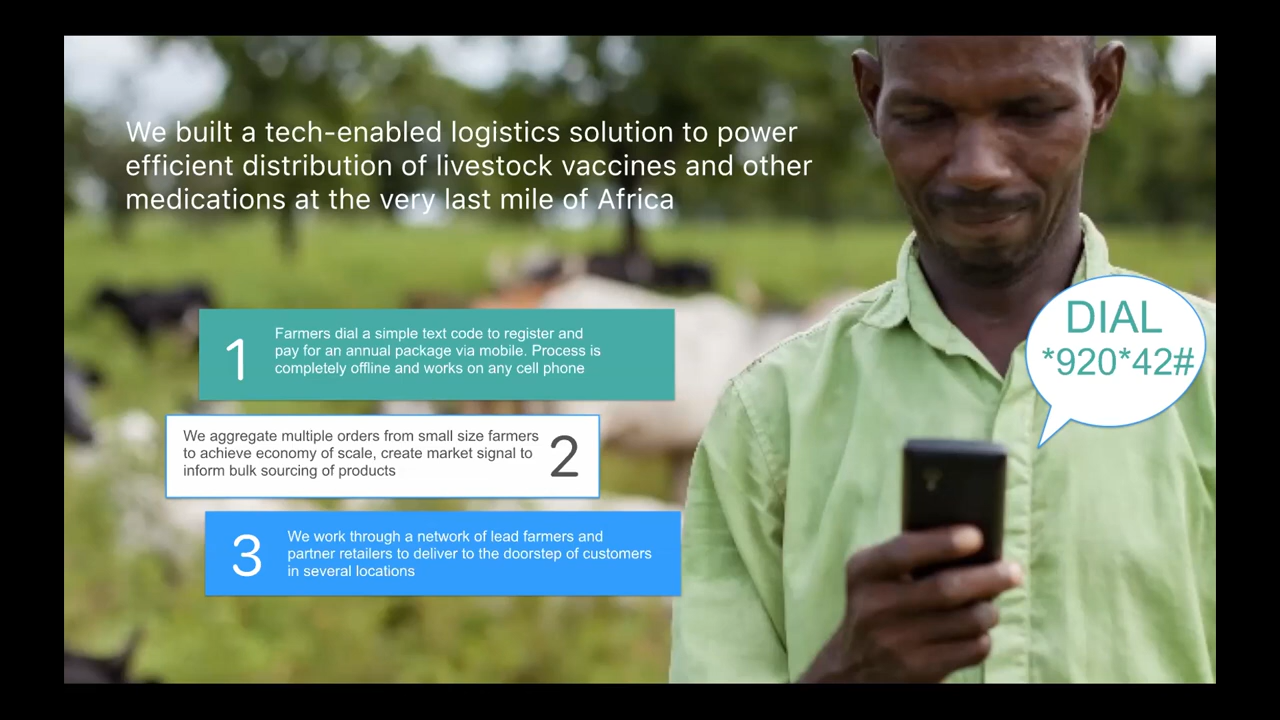 We built a tech-enabled logistics solution to power
efficient distribution of livestock vaccines and other
medications at the very last mile of Africa
1
Farmers dial a simple text code to register and
pay for an annual package via mobile. Process is
completely offline and works on any cell phone
We aggregate multiple orders from small size farmers
to achieve economy of scale, create market signal to
inform bulk sourcing of products
2
3
We work through a network of lead farmers and
partner retailers to deliver to the doorstep of customers
in several locations
DIAL
*920*42#